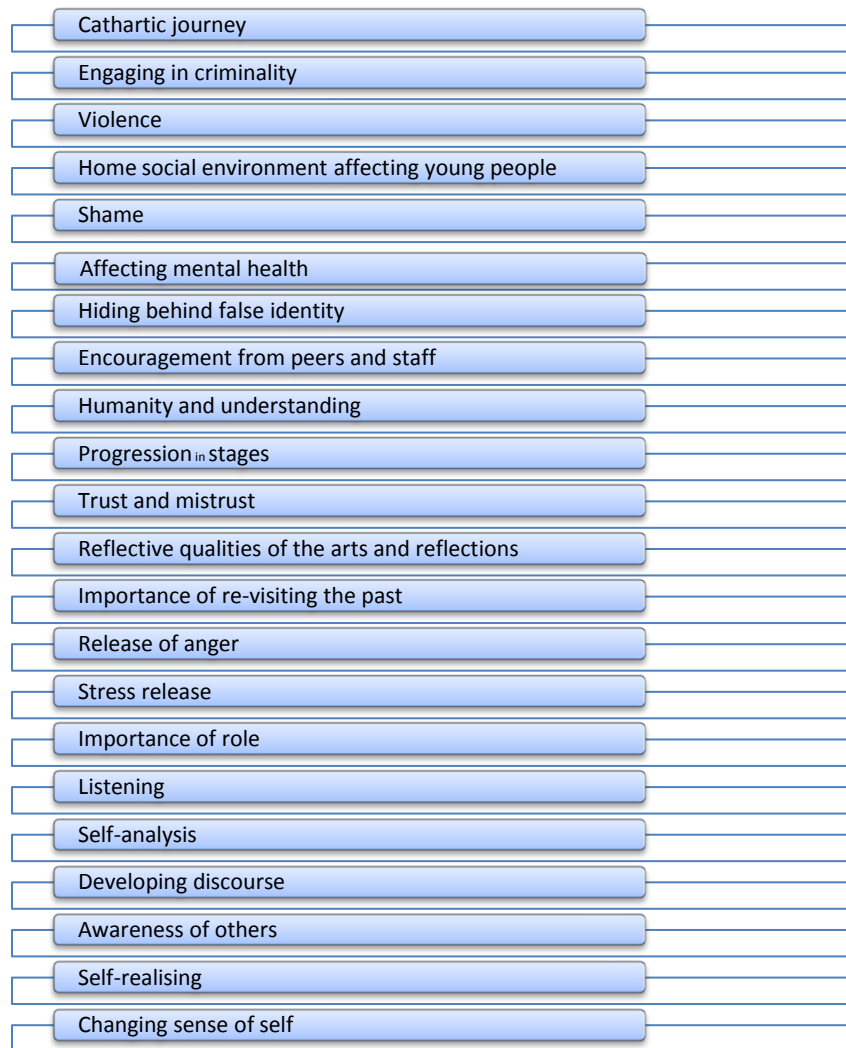 Cathartic journey
Engaging in criminality
Violence
Home social environment affecting young people
Shame
Affecting mental health
Hiding behind false identity
Encouragement from peers and staff
Humanity and understanding
Progression in stages
Trust and mistrust
Reflective qualities of the arts and reflections
Importance of re-visiting the past
Release of anger
Stress release
Importance of role
Listening
Self-analysis
Developing discourse
Awareness of others
Self-realising
Changing sense of self